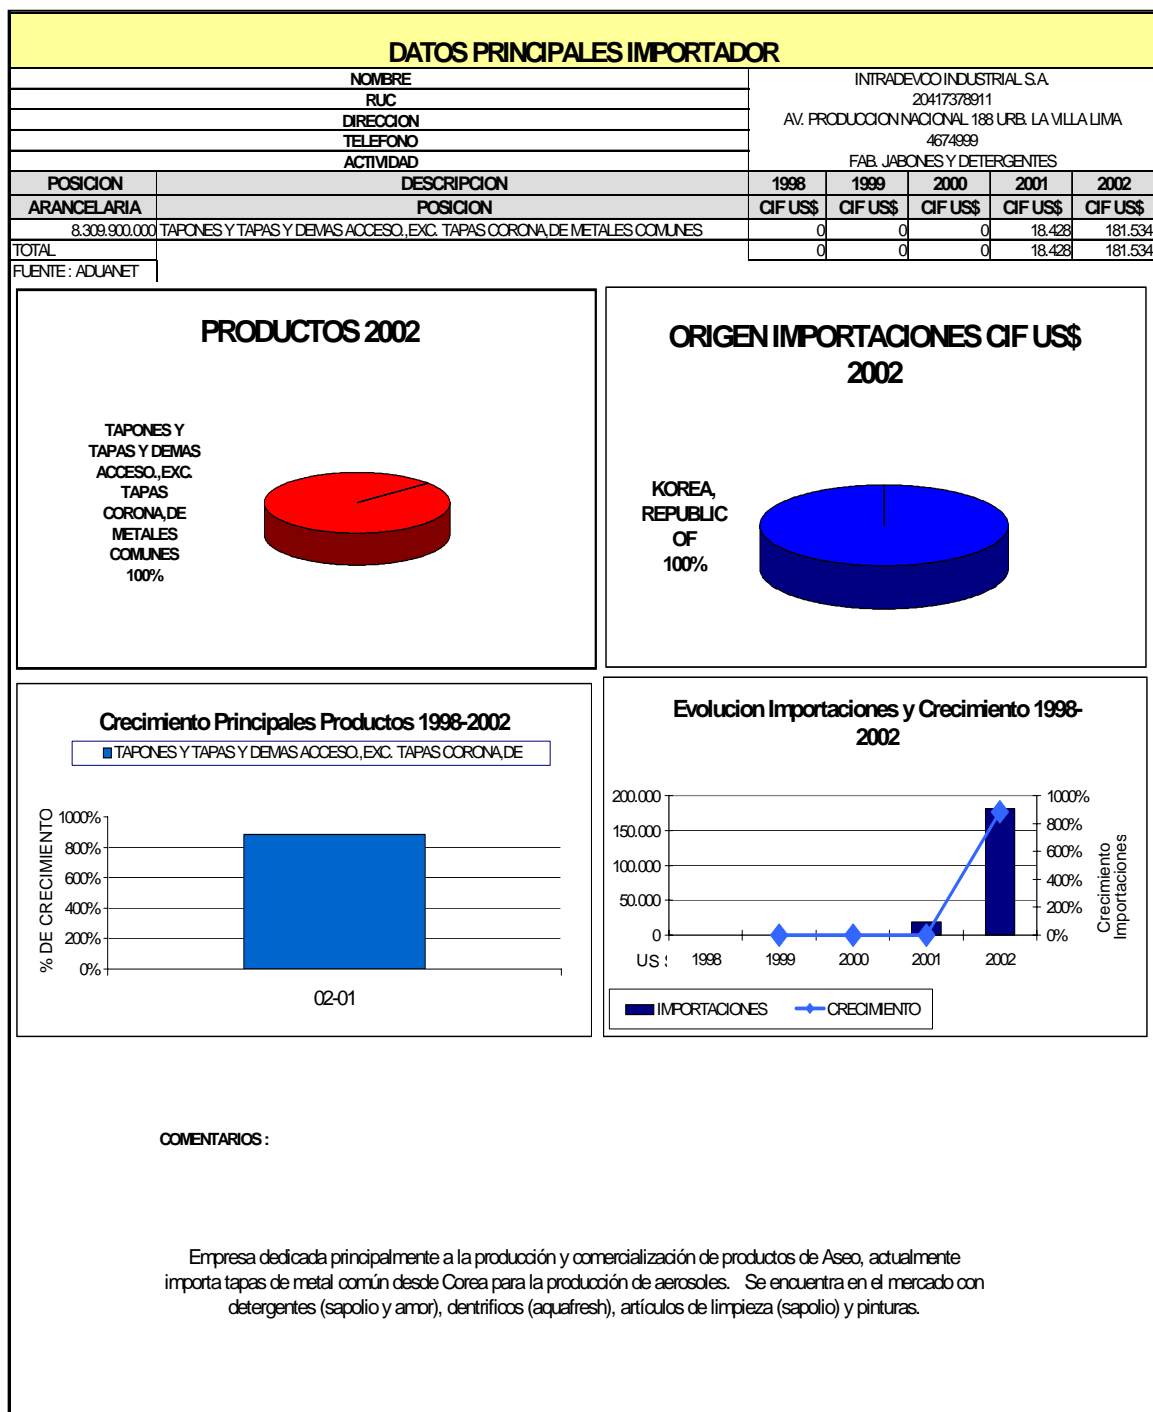 DATOS PRINCIPALES IMPORTADOR
NOMBRE INTRADEVCO INDUSTRIAL S.A.
RUC 20417378911
DIRECCION AV. PRODUCCION NACIONAL 188 URB. LA VILLA LIMA
TELEFONO 4674999
ACTIVIDAD FAB. JABONES Y DETERGENTES
POSICION DESCRIPCION 1998 1999 2000 2001 2002
ARANCELARIA POSICION CIF US$ CIF US$ CIF US$ CIF US$ CIF US$
8.309.900.000 TAPONES Y TAPAS Y DEMAS ACCESO.,EXC. TAPAS CORONA,DE METALES COMUNES 0 0 0 18.428 181.534
TOTAL 0 0 0 18.428 181.534
FUENTE : ADUANET
PRODUCTOS 2002
TAPONES Y
TAPAS Y DEMAS
ACCESO.,EXC.
TAPAS
CORONA,DE
METALES
COMUNES
100%
ORIGEN IMPORTACIONES CIF US$
2002
KOREA,
REPUBLIC
OF
100%
Crecimiento Principales Productos 1998-2002
TAPONES Y TAPAS Y DEMAS ACCESO.,EXC. TAPAS CORONA,DE
% DE CRECIMIENTO
1000%
800%
600%
400%
200%
0%
02-01
Evolucion Importaciones y Crecimiento 1998-
2002
200.000
150.000
100.000
50.000
0
1000%
800%
600%
400%
200%
0%
Crecimiento
Importaciones
US 1998 1999 2000 2001 2002
IMPORTACIONES CRECIMIENTO
COMENTARIOS :
Empresa dedicada principalmente a la producción y comercialización de productos de Aseo, actualmente
importa tapas de metal común desde Corea para la producción de aerosoles. Se encuentra en el mercado con
detergentes (sapolio y amor), dentrificos (aquafresh), artículos de limpieza (sapolio) y pinturas.